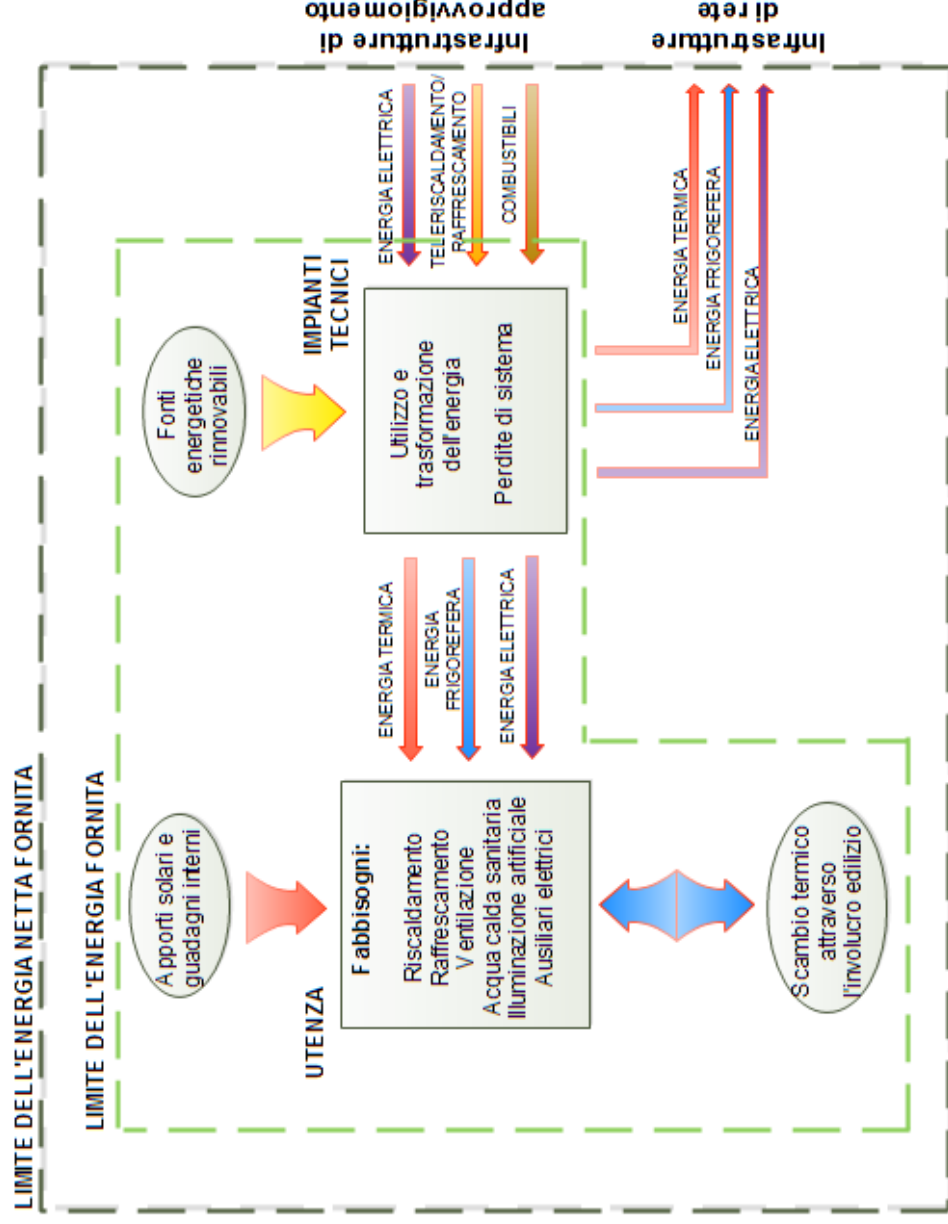 LIMITE DELL'ENERGIA NETTA FORNITA
LIMITE DELL'ENERGIA FORNITA
Apporti solari e
guadagni interni
Fonti
energetiche
rinnovabili
UTENZA
IMPIANTI
TECNICI
Fabbisogni:
Riscaldamento
Raffrescamento
Ventilazione
Acqua calda sanitaria
Illuminazione artificiale
Ausiliari elettrici
ENERGIA TERMICA
ENERGIA
FRIGOREFERA
ENERGIA ELETTRICA
Utilizzo e
trasformazione
dell'energia
Perdite di sistema
ENERGIA ELETTRICA
TELERISCALDAMENTO/
RAFFRESCAMENTO
COMBUSTIBILI
Infrastrutture di
approvvigiomento
Scambio termico
attraverso
l'involucro edilizio
ENERGIA TERMICA
ENERGIA FRIGOREFERA
ENERGIA ELETTRICA
Infrastrutture
di rete